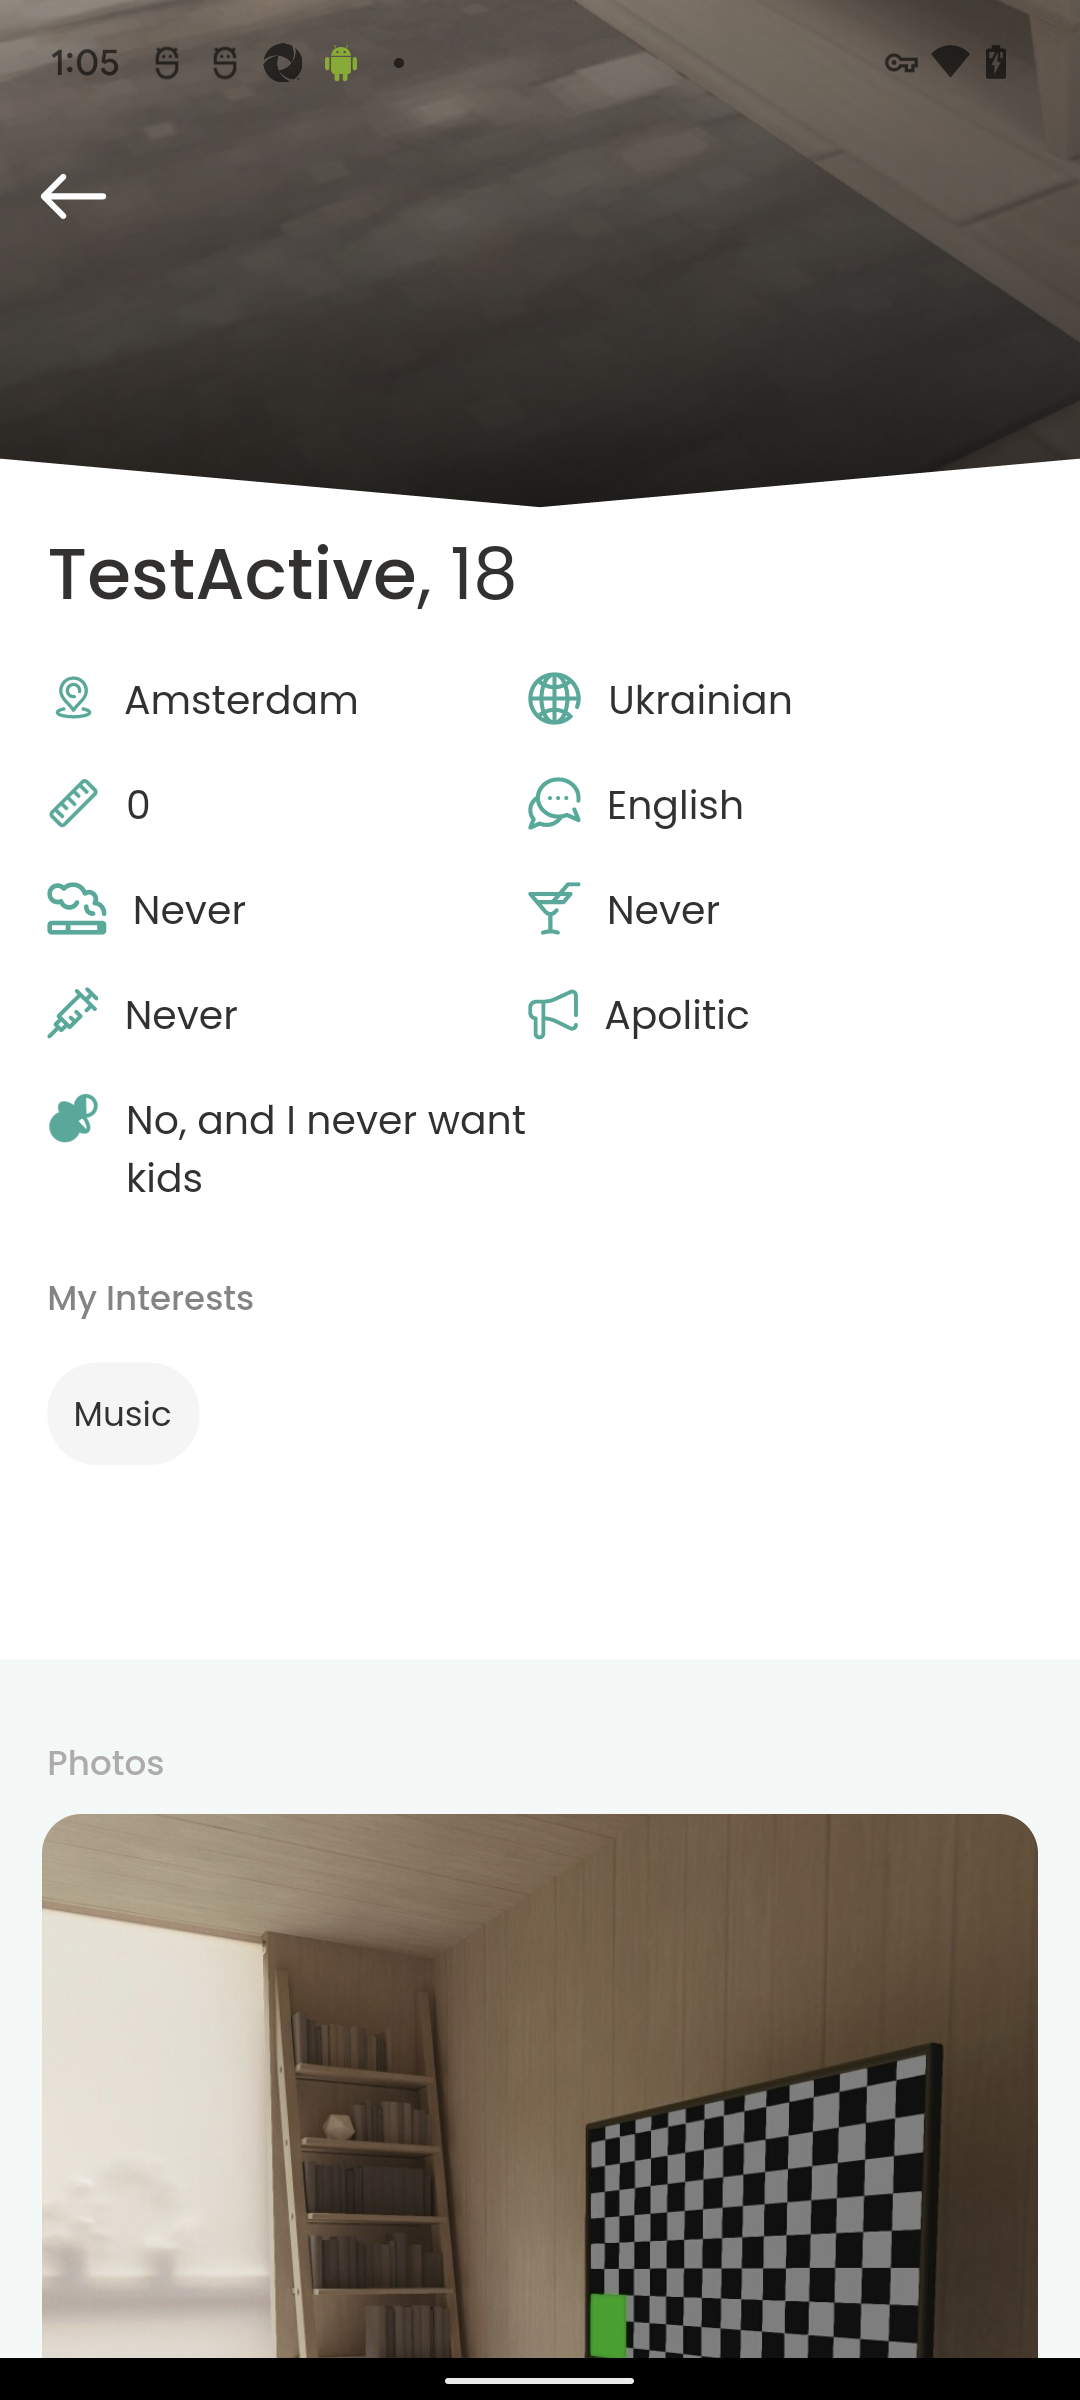 1:05
TestActive, 18
Amsterdam
Ukrainian
0
English
Never
Never
Never
Apolitic
No, and I never want
kids
My Interests
Music
Photos